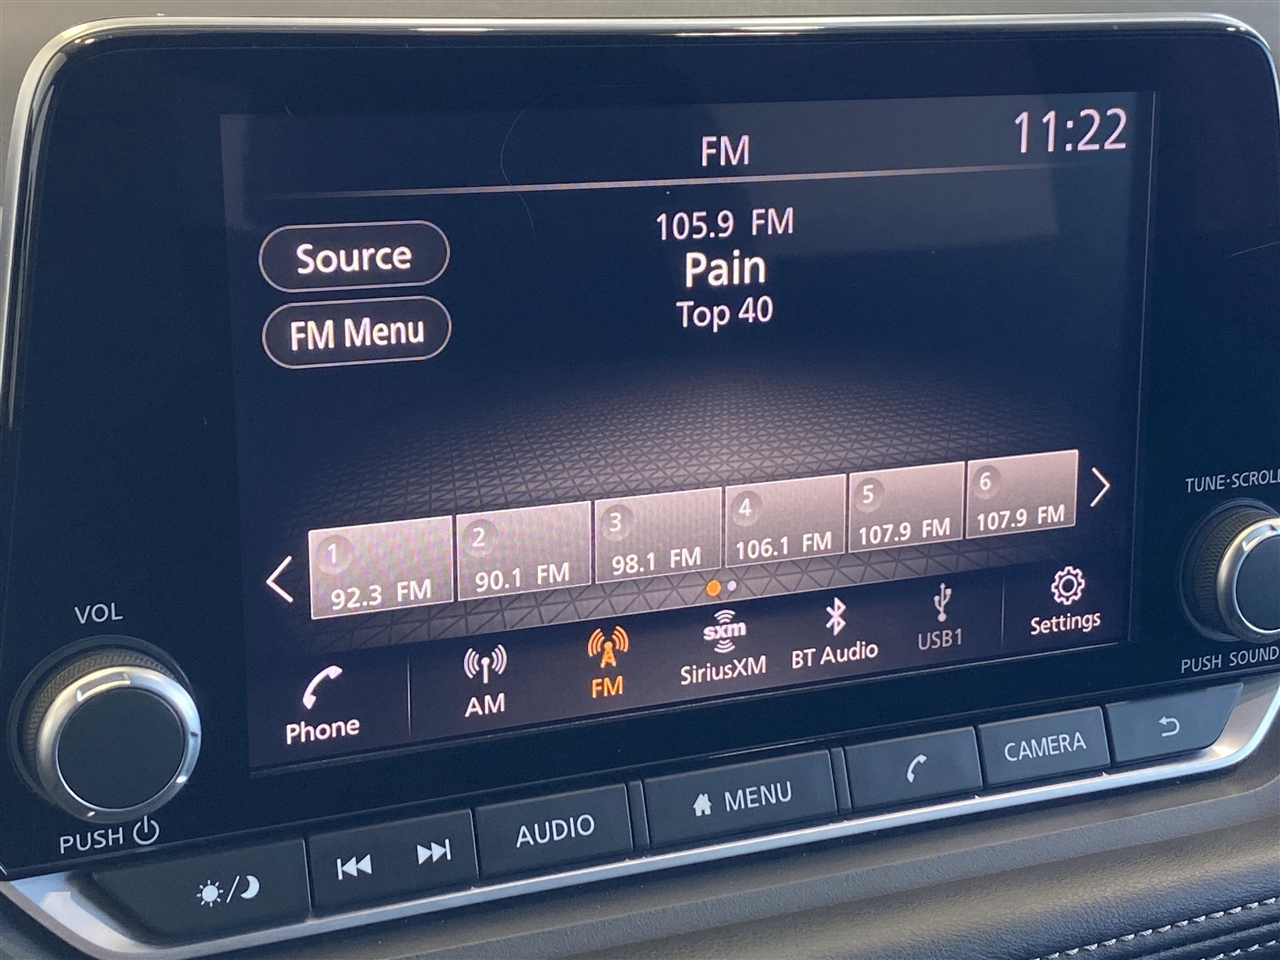 FM
11:22
105.9 FM
Pain
Top 40
Source
FM Menu
1
92.3 FM
2
90.1 FM
3
98.1 FM
4
106.1 FM
5
107.9 FM
6
107.9 FM
Phone
AM
FM
sxm
SiriusXM
BT Audio
USB1
Settings
VOL
PUSH
TUNE·SCROLL
PUSH SOUND
AUDIO
MENU
CAMERA